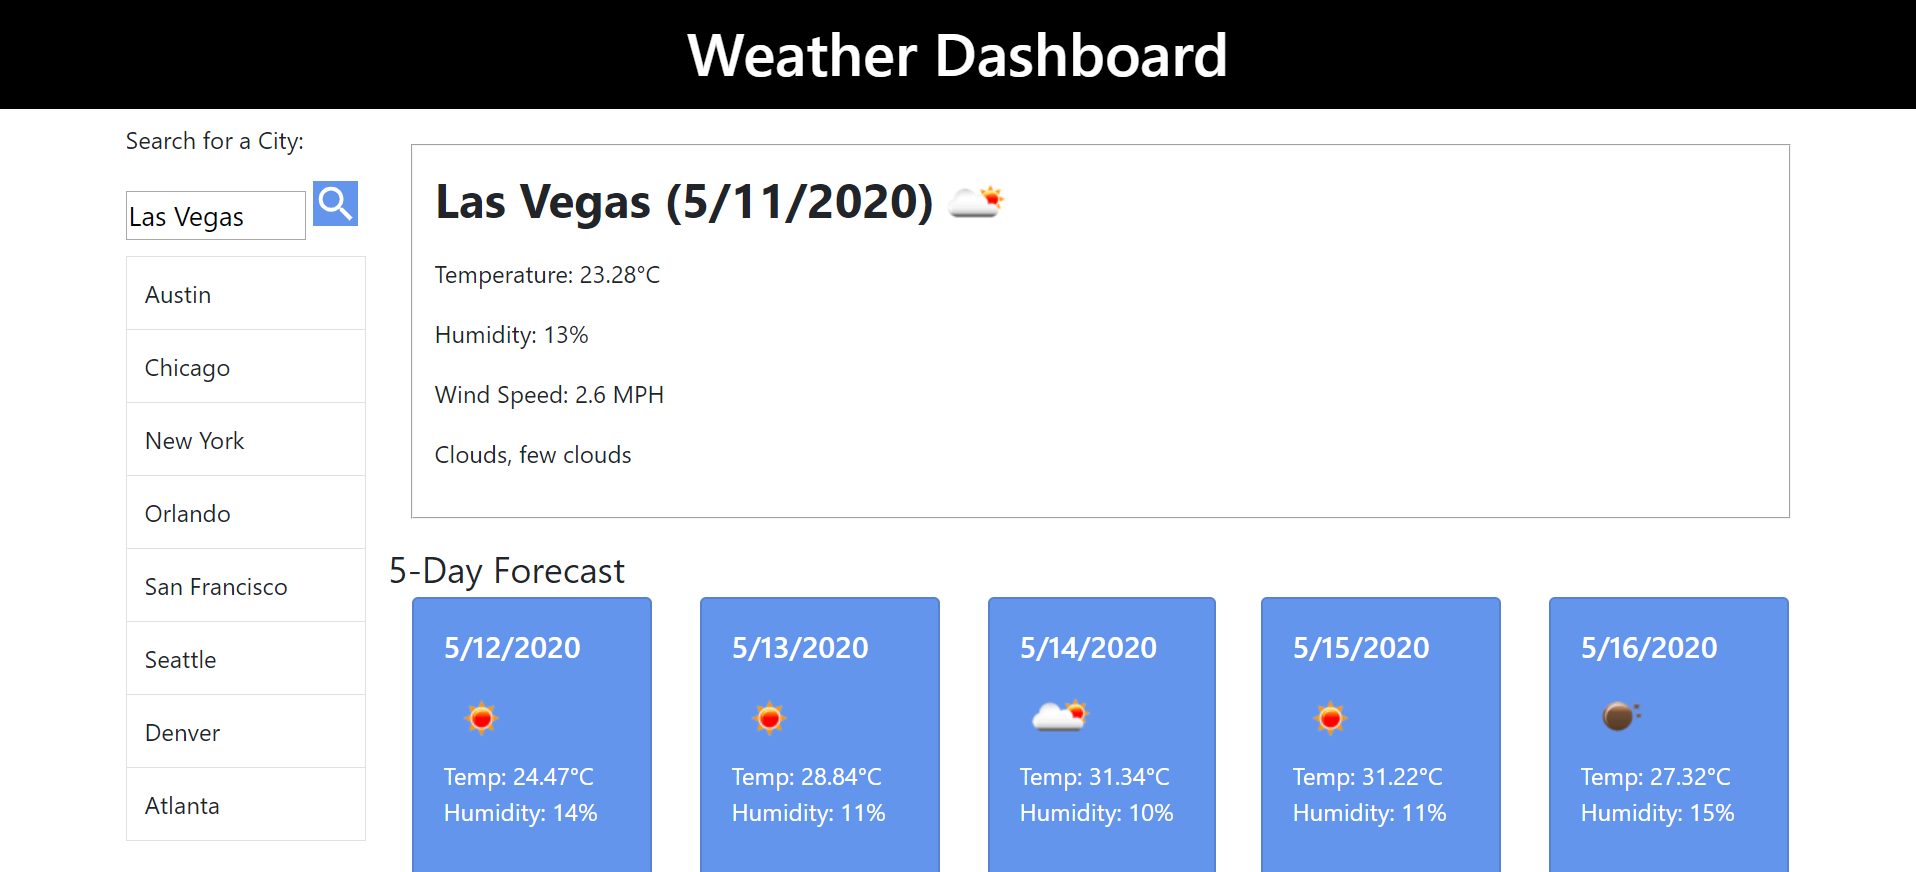 Weather Dashboard
Search for a City:
Las Vegas
Austin
Chicago
New York
Orlando
San Francisco
Seattle
Denver
Atlanta
Las Vegas (5/11/2020)
Temperature: 23.28°C
Humidity: 13%
Wind Speed: 2.6 MPH
Clouds, few clouds
5-Day Forecast
5/12/2020
Temp: 24.47°C
Humidity: 14%
5/13/2020
Temp: 28.84°C
Humidity: 11%
5/14/2020
Temp: 31.34°C
Humidity: 10%
5/15/2020
Temp: 31.22°C
Humidity: 11%
5/16/2020
Temp: 27.32°C
Humidity: 15%